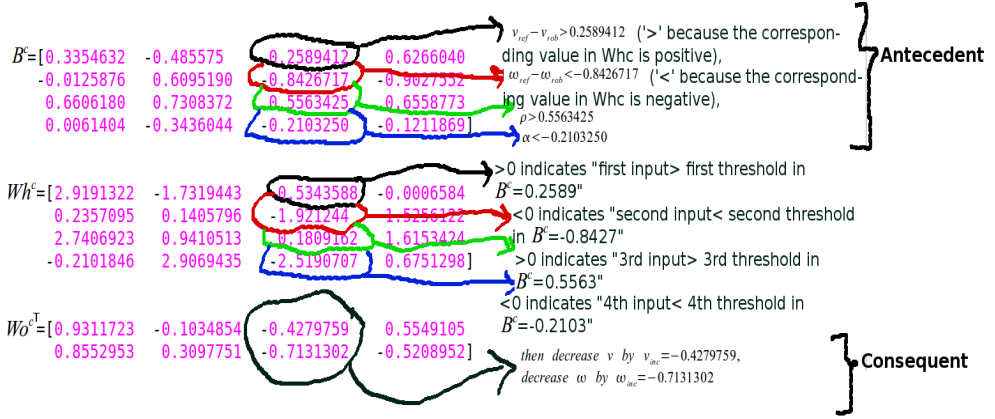 v_ref−v_rob>0.2589412 ('>' because the correspon-
B^c=[0.3354632 -0.485575 0.2589412 0.6266040
ding value in Whc is positive),
Antecedent
-0.0125876 0.6095190 -0.8426717 -0.9027552
ω_ref−ω_rob<−0.8426717 ('<' because the correspond-
0.6606180 0.7308372 0.5563425 0.6558773
ing value in Whc is negative),
ρ>0.5563425
0.0061404 -0.3436044 -0.2103250 -0.1211869]
α<−0.2103250
>0 indicates "first input> first threshold in
Wh^c=[2.9191322 -1.7319443 0.5343588 -0.0006584
B^c=0.2589"
0.2357095 0.1405796 -1.921244 1.5256122
<0 indicates "second input< second threshold
in B^c=-0.8427"
2.7406923 0.9410513 0.1809162 1.6153424
>0 indicates "3rd input> 3rd threshold in
-0.2101846 2.9069435 -2.5190707 0.6751298]
B^c=0.5563"
<0 indicates "4th input< 4th threshold in
B^c=-0.2103"
Wo^cT=[0.9311723 -0.1034854 -0.4279759 0.5549105
0.8552953 0.3097751 -0.7131302 -0.5208952]
then decrease v by v_inc=−0.4279759,
Consequent
decrease ω by ω_inc=−0.7131302